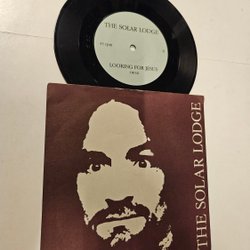 THE SOLAR LODGE
LOOKING FOR JESUS
THE SOLAR LODGE